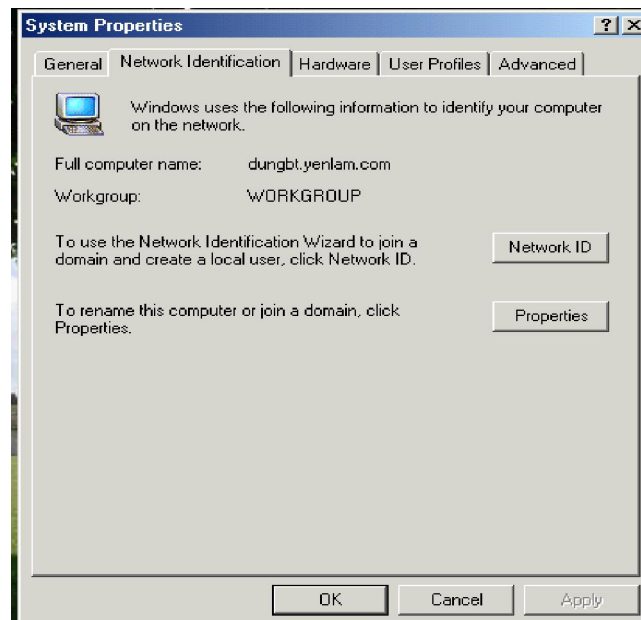 System Properties
General Network Identification Hardware User Profiles Advanced
Windows uses the following information to identify your computer
on the network.
Full computer name: dungbt.yenlam.com
Workgroup: WORKGROUP
To use the Network Identification Wizard to join a
domain and create a local user, click Network ID.
Network ID
To rename this computer or join a domain, click
Properties.
Properties
OK Cancel Apply